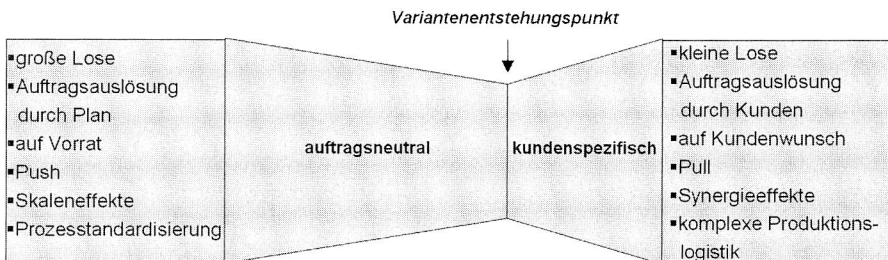 Variantenentstehungspunkt
▪große Lose
▪Auftragsauslösung
durch Plan
▪auf Vorrat
▪Push
▪Skaleneffekte
▪Prozesstandardisierung
auftragsneutral
kundenspezifisch
▪kleine Lose
▪Auftragsauslösung
durch Kunden
▪auf Kundenwunsch
▪Pull
▪Synergieeffekte
▪komplexe Produktions-
logistik